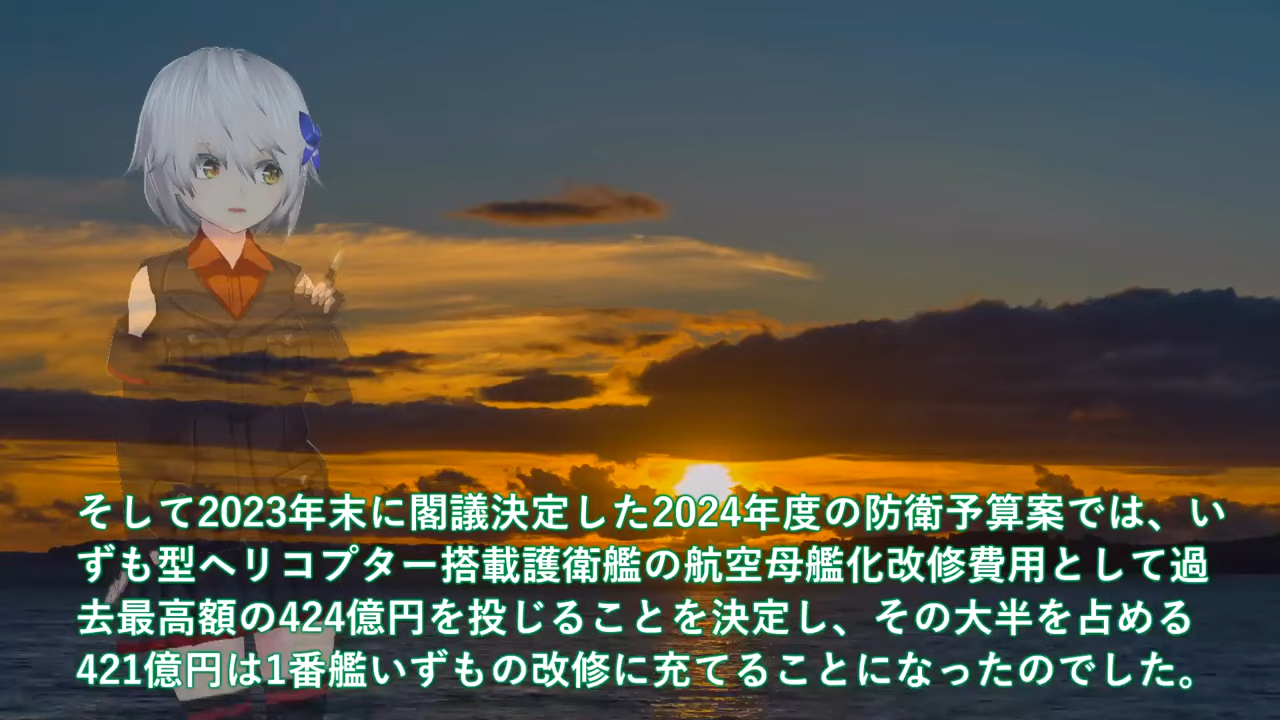 そして2023年末に閣議決定した2024年度の防衛予算案では、い
ずも型ヘリコプター搭載護衛艦の航空母艦化改修費用として過
去最高額の424億円を投じることを決定し、その大半を占める
421億円は1番艦いずもの改修に充てることになったのでした。